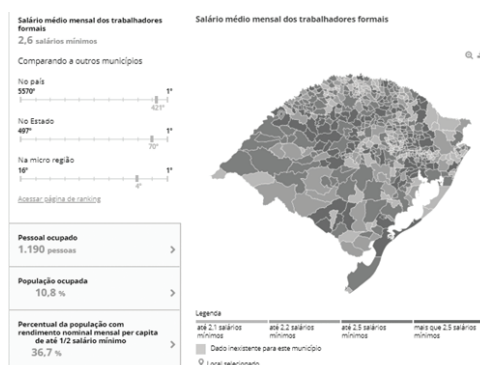 Salário médio mensal dos trabalhadores
formais
2,6 salários mínimos
Comparando a outros municípios
No país
5570º 1º
421º
No Estado
497º 1º
70º
Na micro região
16º 1º
4º
Acessar página de ranking
Pessoal ocupado
1.190 pessoas
População ocupada
10,8 %
Percentual da população com
rendimento nominal mensal per capita
de até 1/2 salário mínimo
36,7 %
Salário médio mensal dos trabalhadores formais
Legenda
até 2,1 salários
mínimos
até 2,2 salários
mínimos
até 2,5 salários
mínimos
mais que 2,5 salários
mínimos
Dado inexistente para este município
Local selecionado